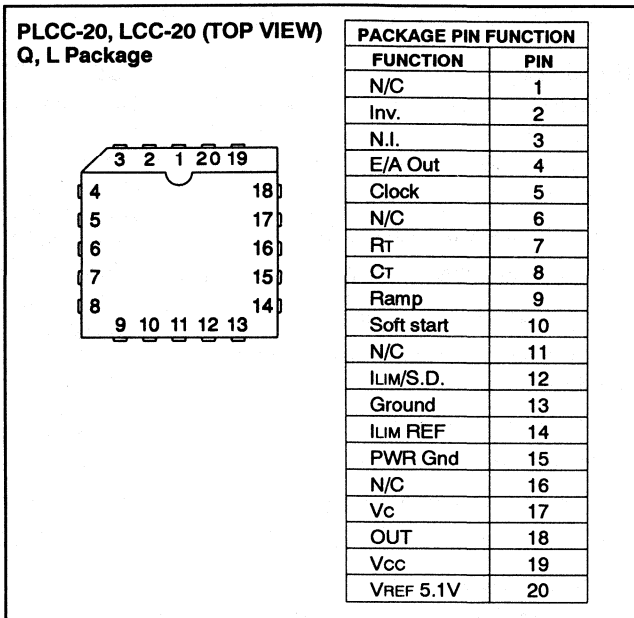 PLCC-20, LCC-20 (TOP VIEW)
Q, L Package
3 2 1 20 19
4 18
5 17
6 16
7 15
8 14
9 10 11 12 13
PACKAGE PIN FUNCTION
FUNCTION PIN
N/C 1
Inv. 2
N.I. 3
E/A Out 4
Clock 5
N/C 6
RT 7
CT 8
Ramp 9
Soft start 10
N/C 11
ILIM/S.D. 12
Ground 13
ILIM REF 14
PWR Gnd 15
N/C 16
VC 17
OUT 18
VCC 19
VREF 5.1V 20